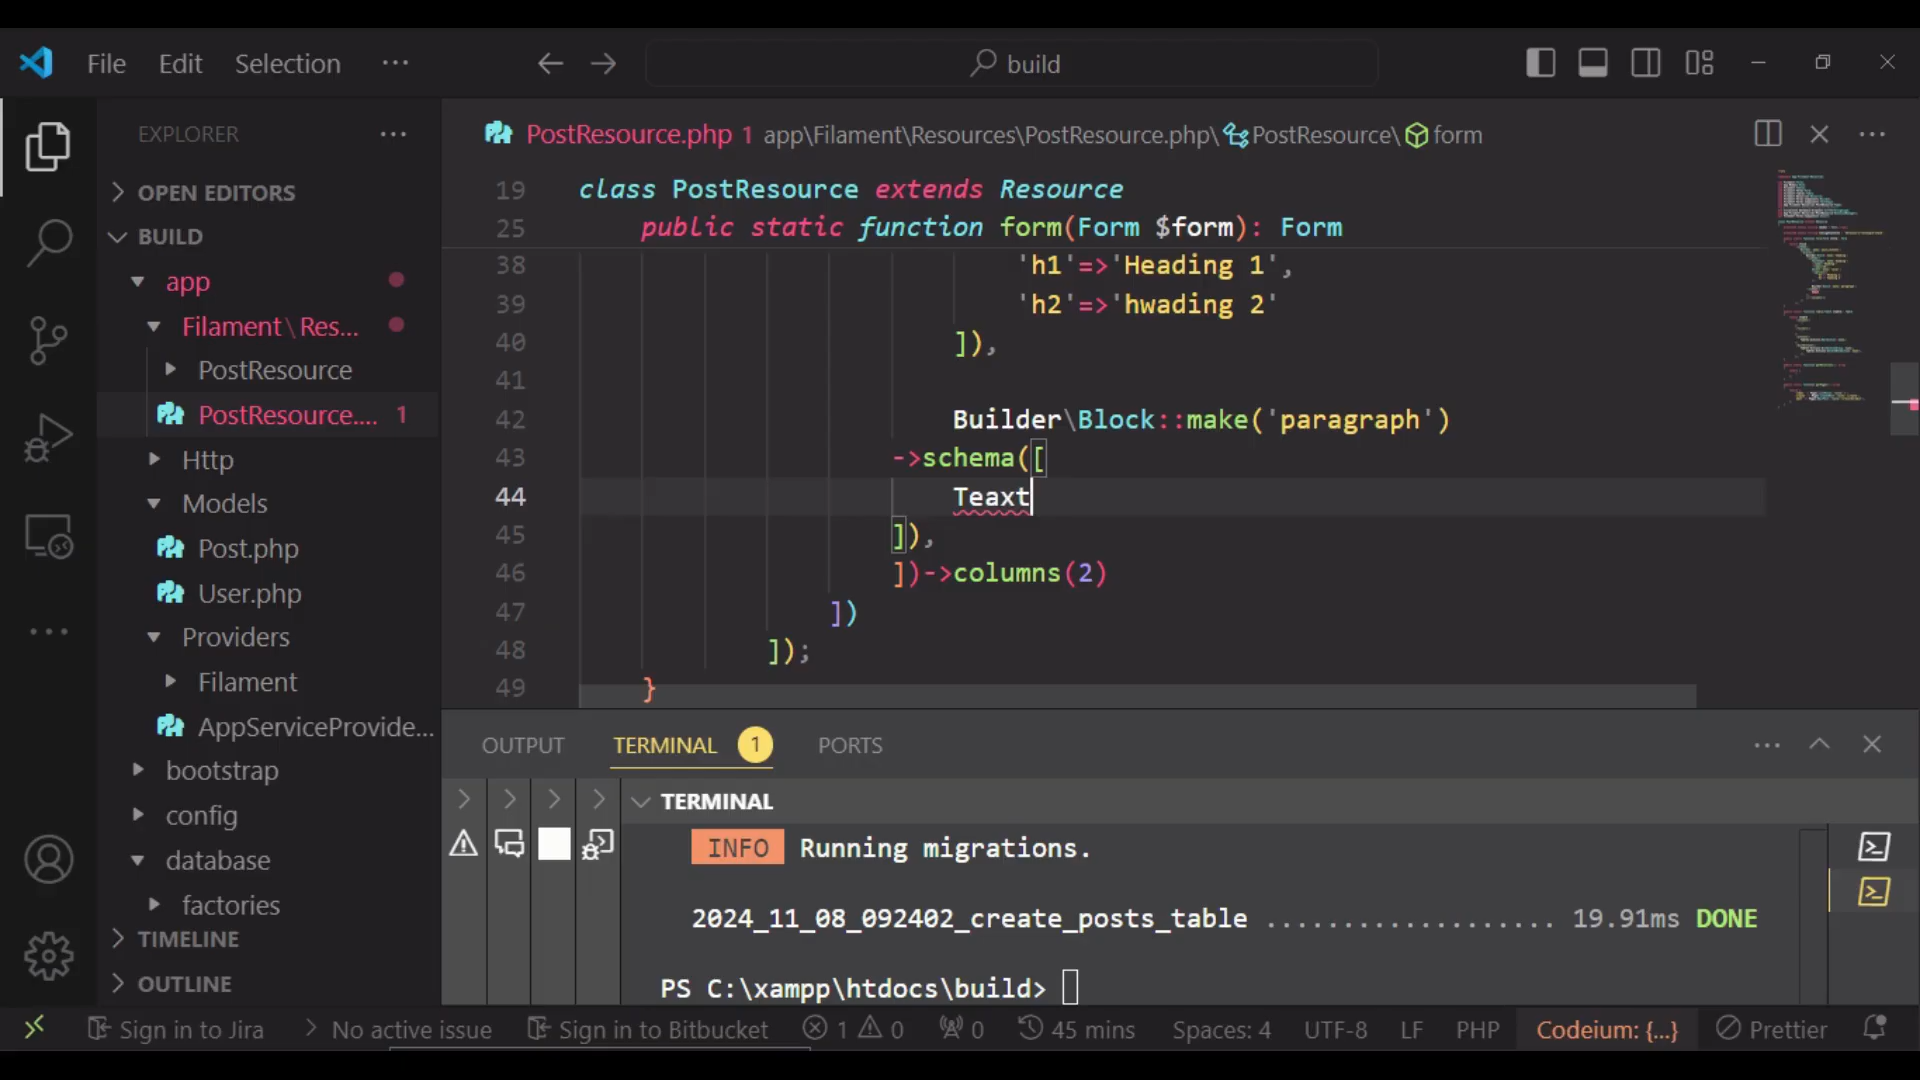 File Edit Selection ··· build
EXPLORER ···
OPEN EDITORS
BUILD
app
Filament\Res...
PostResource
PostResource.... 1
Http
Models
Post.php
User.php
Providers
Filament
AppServiceProvide...
bootstrap
config
database
factories
TIMELINE
OUTLINE
PostResource.php 1 app\Filament\Resources\PostResource.php\PostResource\form
19 class PostResource extends Resource
25 public static function form(Form $form): Form
38 'h1'=>'Heading 1',
39 'h2'=>'hwading 2'
40 ]),
41
42 Builder\Block::make('paragraph')
43 ->schema([
44 Teaxt
45 ]),
46 ])->columns(2)
47 ])
48 ]);
49 }
OUTPUT TERMINAL 1 PORTS
TERMINAL
INFO Running migrations.
2024_11_08_092402_create_posts_table ................... 19.91ms DONE
PS C:\xampp\htdocs\build>
Sign in to Jira No active issue Sign in to Bitbucket 1 0 0 45 mins Spaces: 4 UTF-8 LF PHP Codeium: {...} Prettier